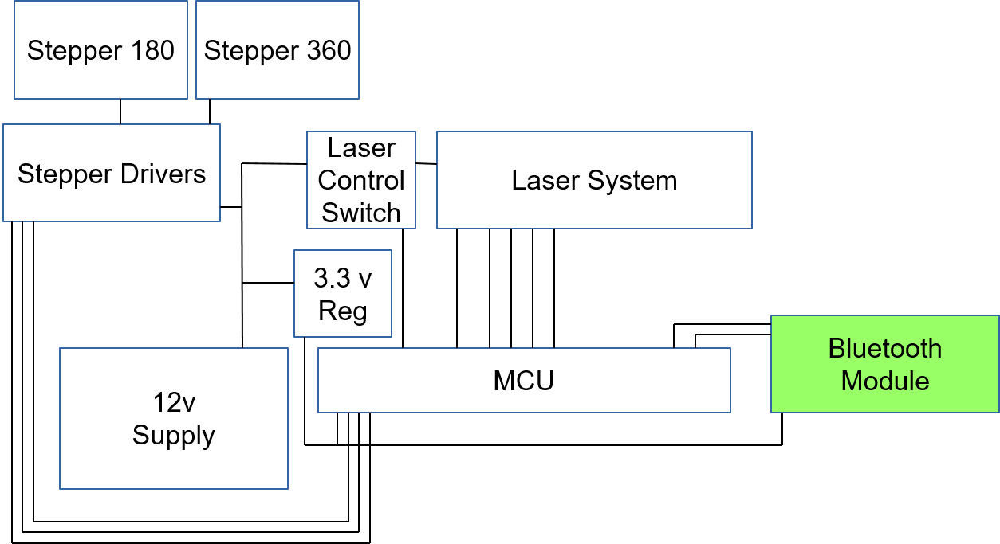 Stepper 180
Stepper 360
Stepper Drivers
Laser
Control
Switch
Laser System
3.3 v
Reg
Bluetooth
Module
MCU
12v
Supply